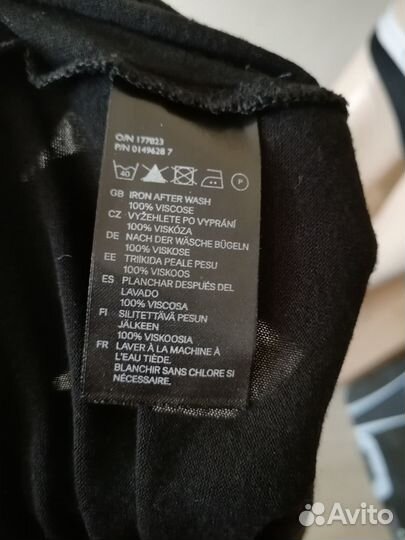 O/N 177823
P/N 0149628 7
40 P
GB IRON AFTER WASH
100% VISCOSE
CZ VYŽEHLETE PO VYPRÁNÍ
100% VISKÓZA
DE NACH DER WÄSCHE BÜGELN
100% VISKOSE
EE TRIIKIDA PEALE PESU
100% VISKOOS
ES PLANCHAR DESPUÉS DEL
LAVADO
100% VISCOSA
FI SILITETTÄVÄ PESUN
JÄLKEEN
100% VISKOOSIA
FR LAVER À LA MACHINE À
L'EAU TIÈDE.
BLANCHIR SANS CHLORE SI
NÉCESSAIRE.
Avito